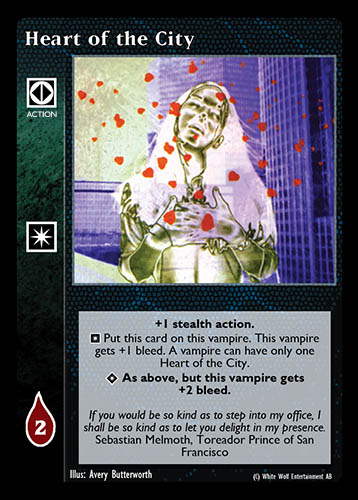 Heart of the City
ACTION
+1 stealth action.
Put this card on this vampire. This vampire
gets +1 bleed. A vampire can have only one
Heart of the City.
As above, but this vampire gets
+2 bleed.
If you would be so kind as to step into my office, I
shall be so kind as to let you delight in my presence.
Sebastian Melmoth, Toreador Prince of San
Francisco
2
Illus: Avery Butterworth
(C) White Wolf Entertainment AB